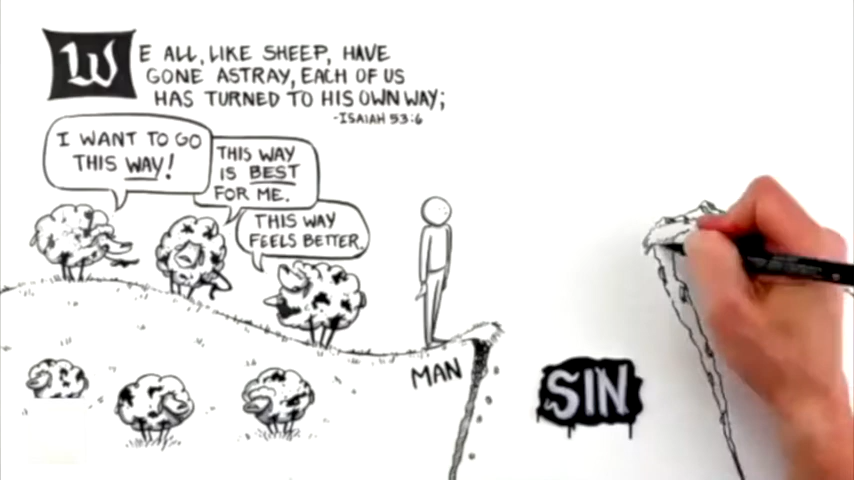 WE ALL, LIKE SHEEP, HAVE
GONE ASTRAY, EACH OF US
HAS TURNED TO HIS OWN WAY;
-ISAIAH 53:6
I WANT TO GO
THIS WAY!
THIS WAY
IS BEST
FOR ME.
THIS WAY
FEELS BETTER.
MAN
SIN